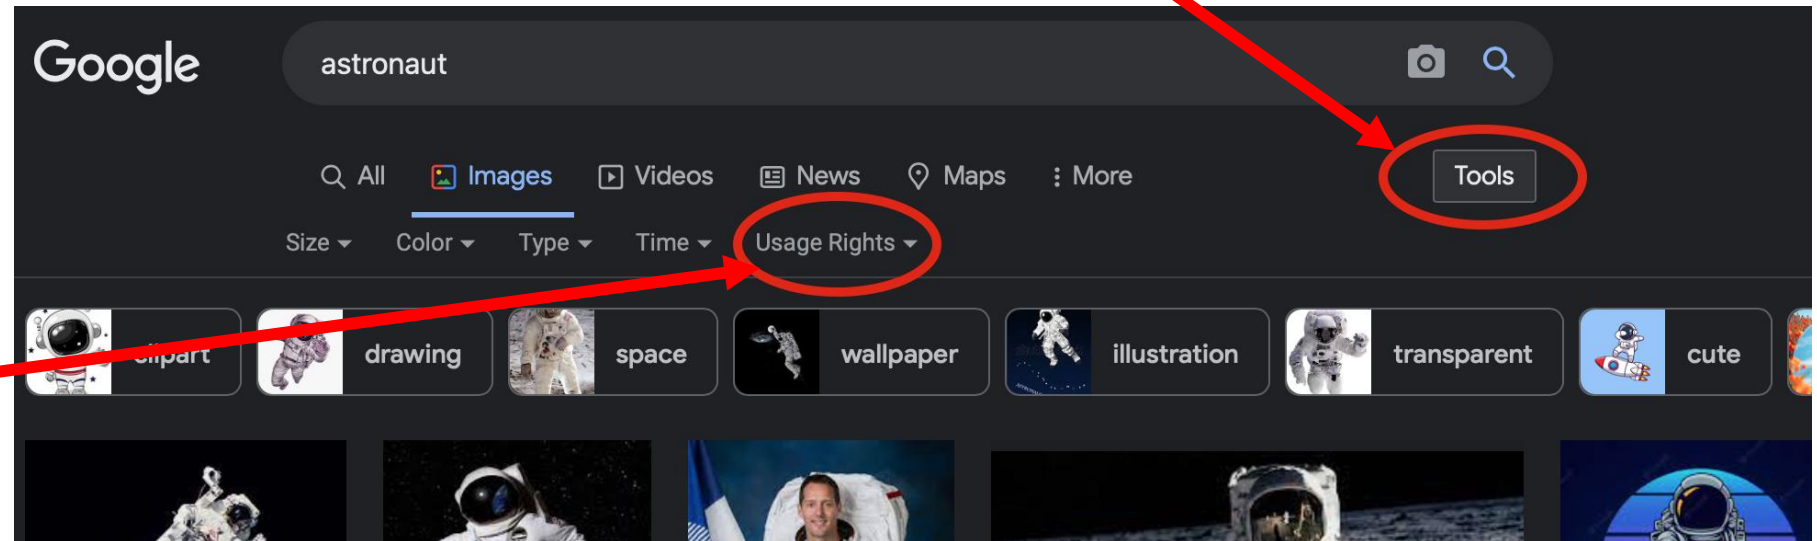 Google
astronaut
All Images Videos News Maps More Tools
Size Color Type Time Usage Rights
clipart drawing space wallpaper illustration transparent cute